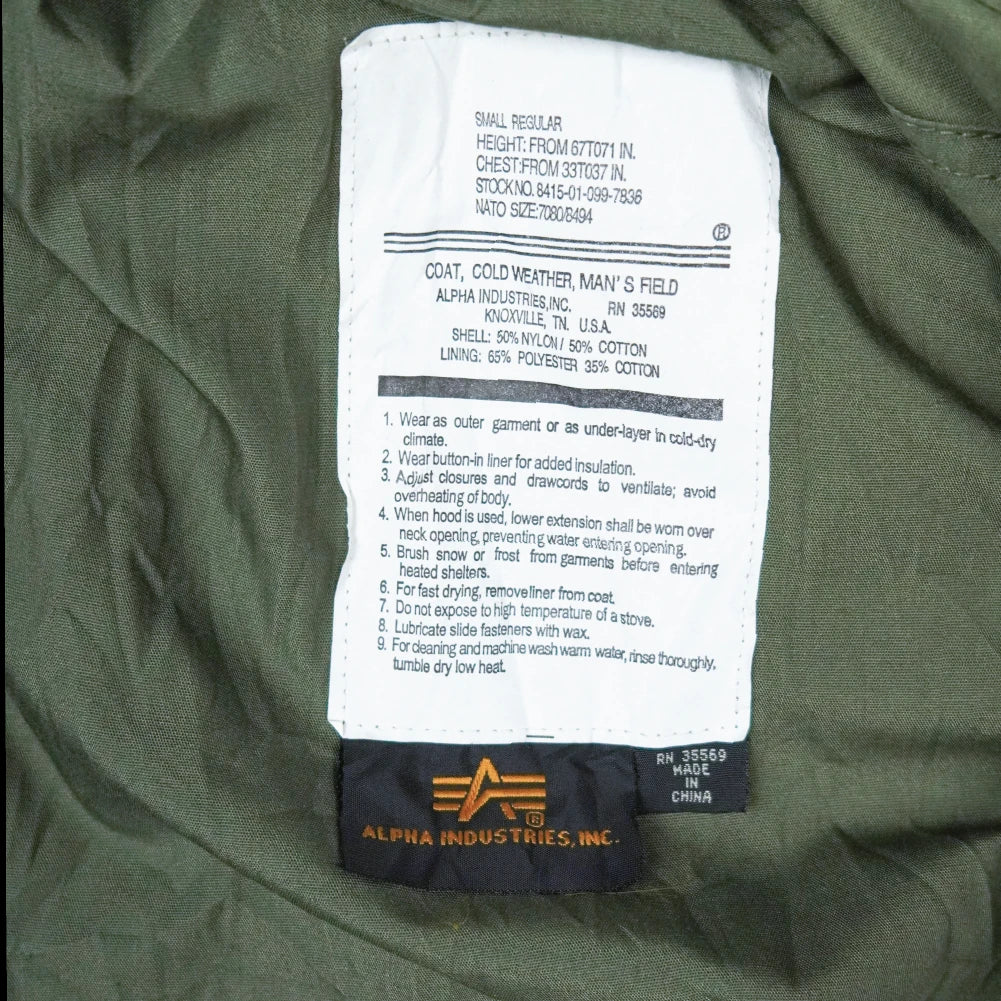 SMALL REGULAR
HEIGHT: FROM 67TO71 IN.
CHEST:FROM 33TO37 IN.
STOCK NO. 8415-01-099-7836
NATO SIZE:7080/8494
®
COAT, COLD WEATHER, MAN'S FIELD
ALPHA INDUSTRIES,INC. RN 35569
KNOXVILLE, TN. U.S.A.
SHELL: 50% NYLON / 50% COTTON
LINING: 65% POLYESTER 35% COTTON
1. Wear as outer garment or as under-layer in cold-dry
climate.
2. Wear button-in liner for added insulation.
3. Adjust closures and drawcords to ventilate; avoid
overheating of body.
4. When hood is used, lower extension shall be worn over
neck opening, preventing water entering opening.
5. Brush snow or frost from garments before entering
heated shelters.
6. For fast drying, remove liner from coat.
7. Do not expose to high temperature of a stove.
8. Lubricate slide fasteners with wax.
9. For cleaning and machine wash warm water, rinse thoroughly,
tumble dry low heat.
RN 35569
MADE
IN
CHINA
®
ALPHA INDUSTRIES, INC.